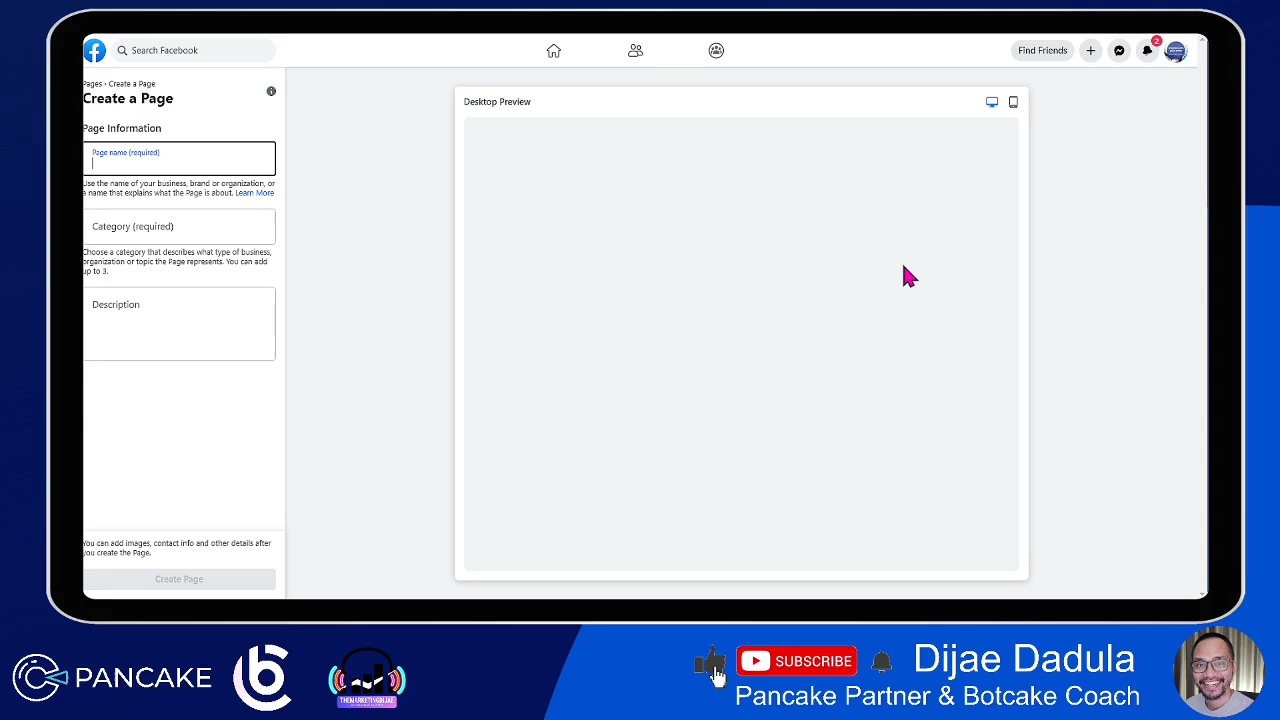 Search Facebook
Find Friends
2
Pages › Create a Page
Create a Page
Page Information
Page name (required)
Use the name of your business, brand or organization, or
a name that explains what the Page is about. Learn More
Category (required)
Choose a category that describes what type of business,
organization or topic the Page represents. You can add
up to 3.
Description
You can add images, contact info and other details after
you create the Page.
Create Page
Desktop Preview
PANCAKE
THEMARKETINGDIJAE
SUBSCRIBE
Dijae Dadula
Pancake Partner & Botcake Coach